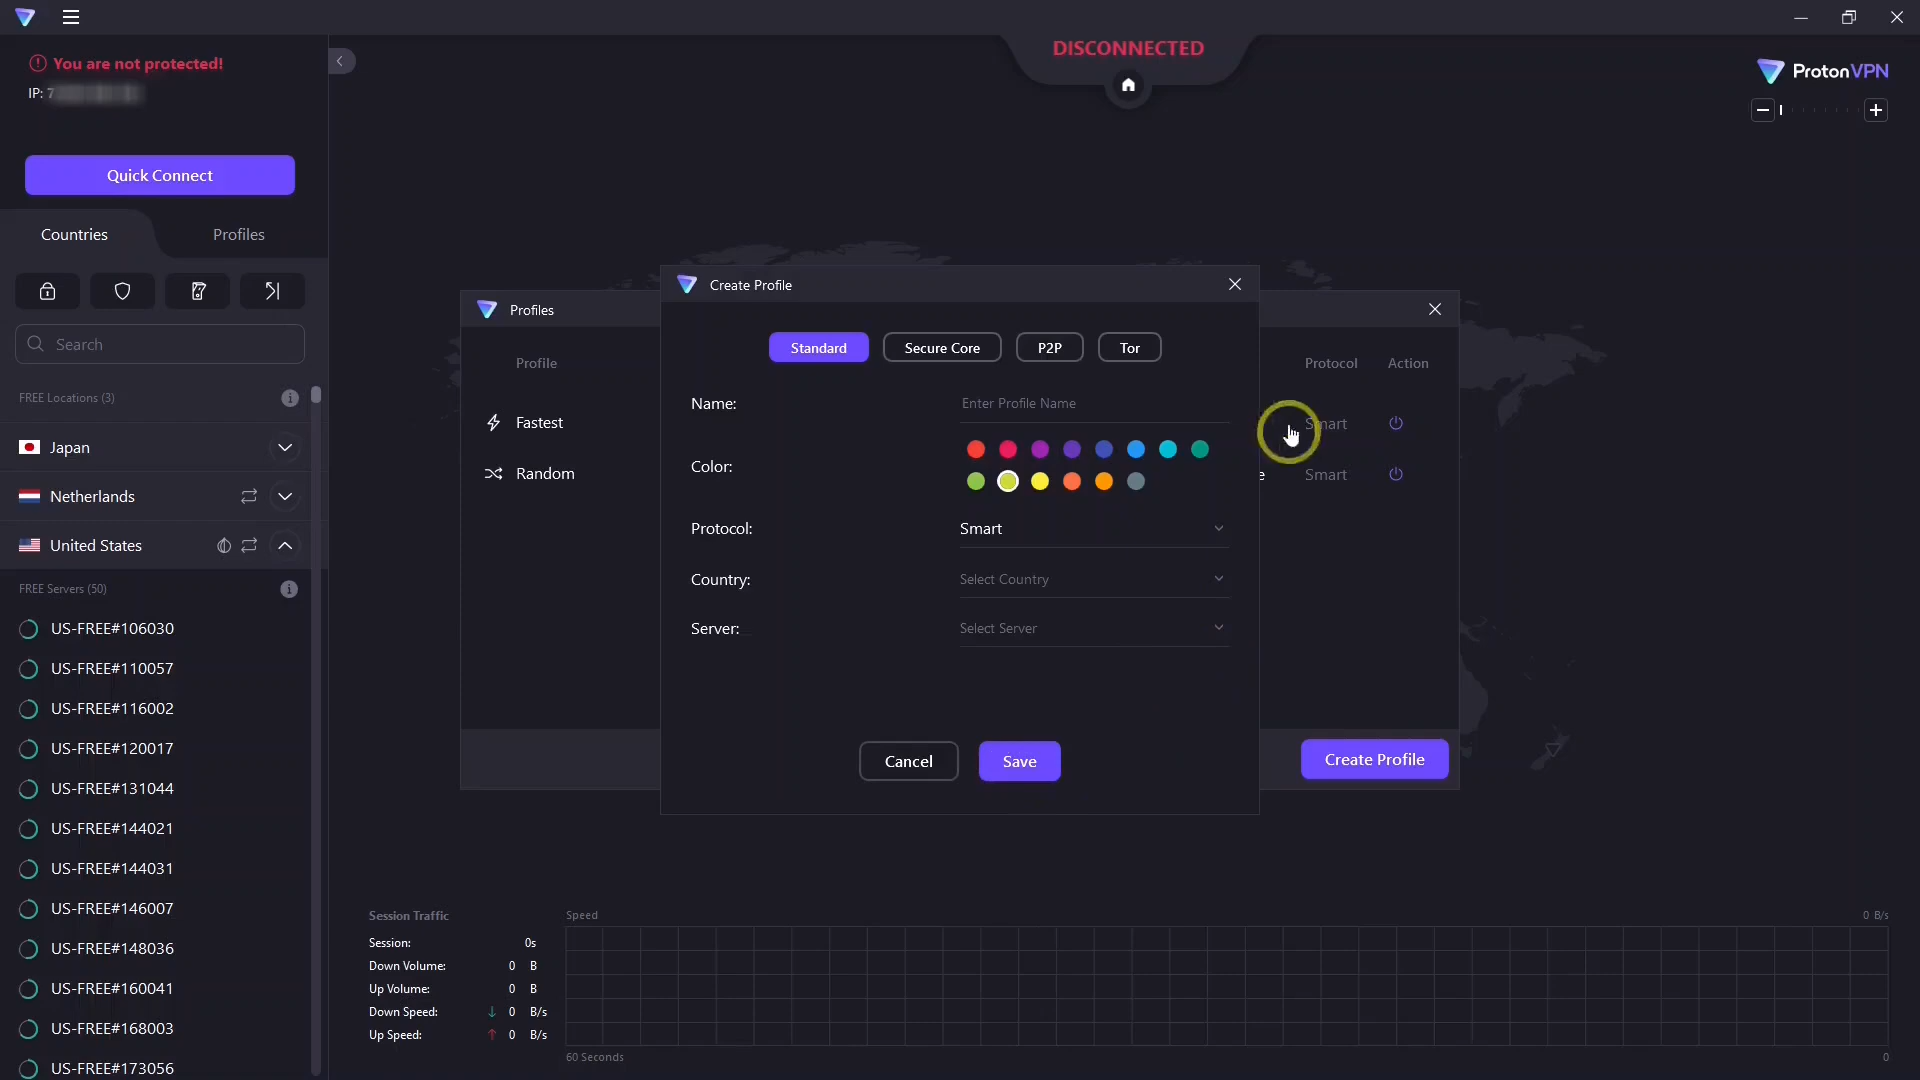 DISCONNECTED
You are not protected!
IP: 7
ProtonVPN
Quick Connect
Countries
Profiles
Search
FREE Locations (3)
Japan
Netherlands
United States
FREE Servers (50)
US-FREE#106030
US-FREE#110057
US-FREE#116002
US-FREE#120017
US-FREE#131044
US-FREE#144021
US-FREE#144031
US-FREE#146007
US-FREE#148036
US-FREE#160041
US-FREE#168003
US-FREE#173056
Profiles
Profile
Protocol
Action
Fastest
Smart
Random
e
Smart
Create Profile
Create Profile
Standard
Secure Core
P2P
Tor
Name:
Enter Profile Name
Color:
Protocol:
Smart
Country:
Select Country
Server:
Select Server
Cancel
Save
Session Traffic
Session: 0s
Down Volume: 0 B
Up Volume: 0 B
Down Speed: ↓ 0 B/s
Up Speed: ↑ 0 B/s
Speed
0 B/s
60 Seconds
0